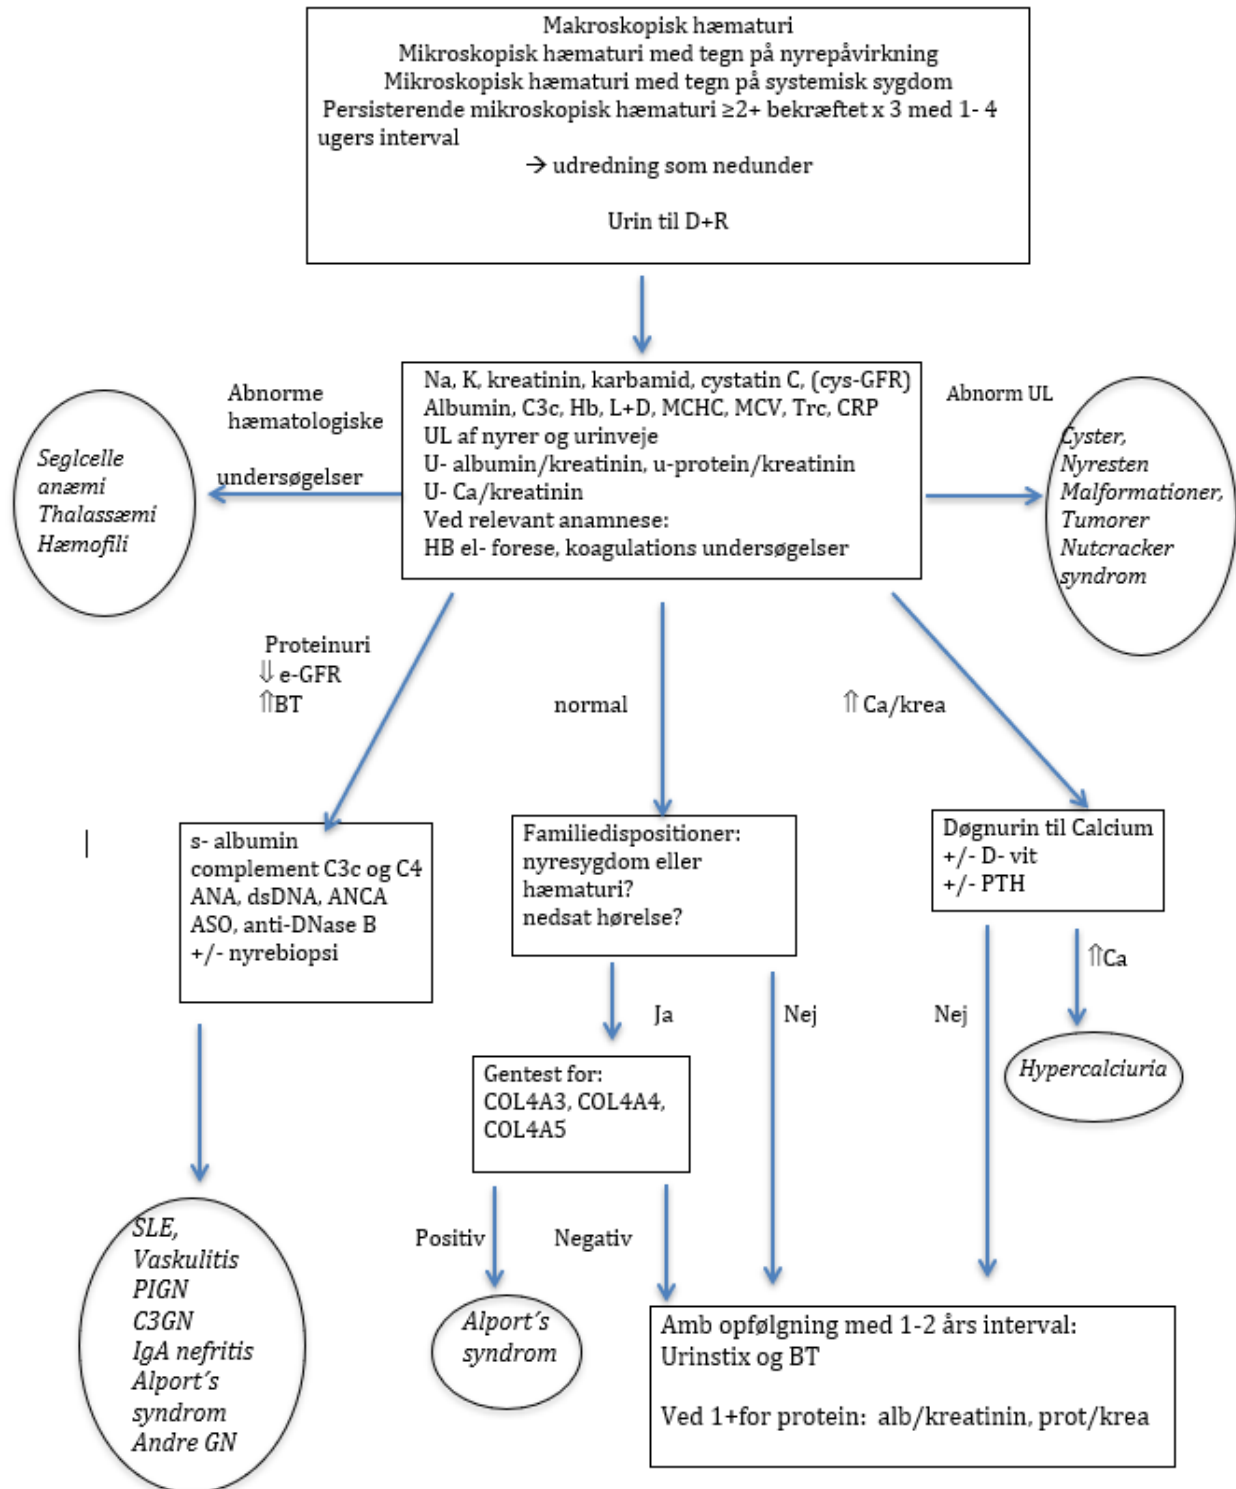 Makroskopisk hæmaturi
Mikroskopisk hæmaturi med tegn på nyrepåvirkning
Mikroskopisk hæmaturi med tegn på systemisk sygdom
Persisterende mikroskopisk hæmaturi ≥2+ bekræftet x 3 med 1- 4
ugers interval
→ udredning som nedunder
Urin til D+R
Abnorme
hæmatologiske
undersøgelser
Seglcelle
anæmi
Thalassæmi
Hæmofili
Na, K, kreatinin, karbamid, cystatin C, (cys-GFR)
Albumin, C3c, Hb, L+D, MCHC, MCV, Trc, CRP
UL af nyrer og urinveje
U- albumin/kreatinin, u-protein/kreatinin
U- Ca/kreatinin
Ved relevant anamnese:
HB el- forese, koagulations undersøgelser
Abnorm UL
Cyster,
Nyresten
Malformationer,
Tumorer
Nutcracker
syndrom
Proteinuri
⇓ e-GFR
⇑BT
normal
⇑ Ca/krea
s- albumin
complement C3c og C4
ANA, dsDNA, ANCA
ASO, anti-DNase B
+/- nyrebiopsi
Familiedispositioner:
nyresygdom eller
hæmaturi?
nedsat hørelse?
Døgnurin til Calcium
+/- D- vit
+/- PTH
Ja
Nej
Nej
⇑Ca
Hypercalciuria
Gentest for:
COL4A3, COL4A4,
COL4A5
Positiv
Negativ
SLE,
Vaskulitis
PIGN
C3GN
IgA nefritis
Alport´s
syndrom
Andre GN
Alport´s
syndrom
Amb opfølgning med 1-2 års interval:
Urinstix og BT
Ved 1+for protein:  alb/kreatinin, prot/krea